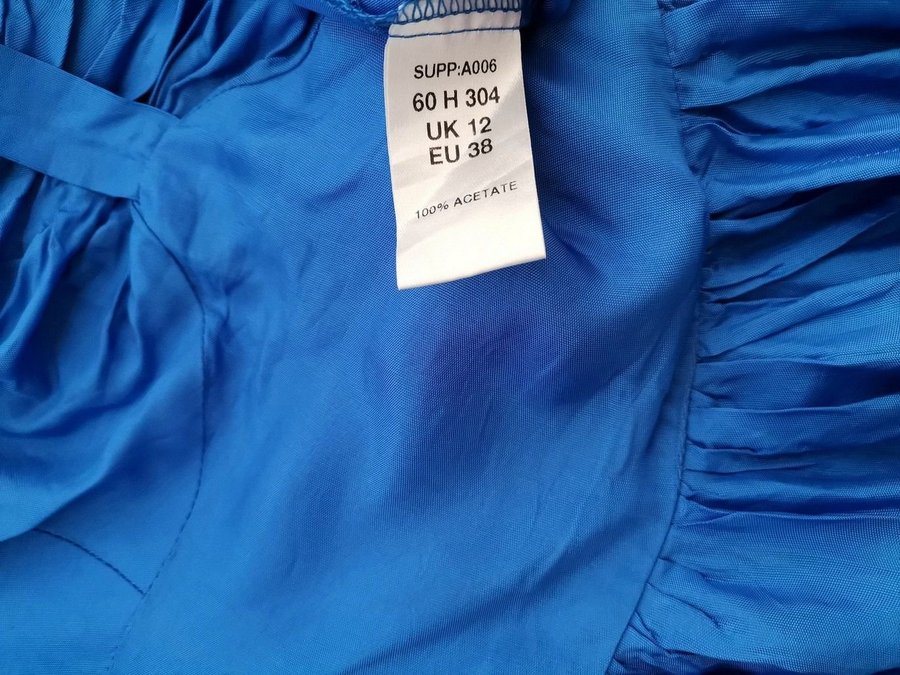 SUPP:A006
60 H 304
UK 12
EU 38
100% ACETATE